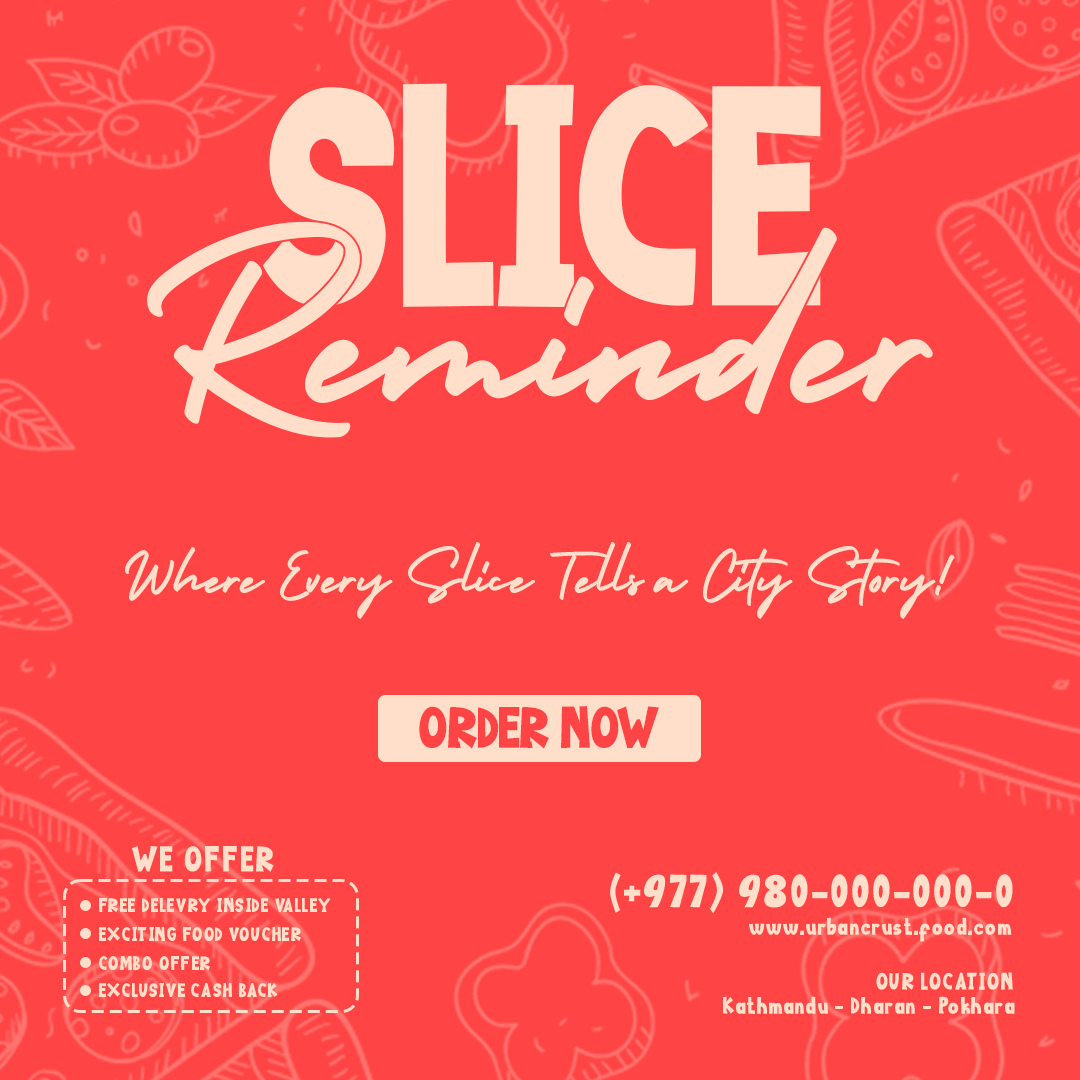 SLICE
Reminder
Where Every Slice Tells a City Story!
ORDER NOW
WE OFFER
FREE DELEVRY INSIDE VALLEY
EXCITING FOOD VOUCHER
COMBO OFFER
EXCLUSIVE CASH BACK
(+977) 980-000-000-0
www.urbancrust.food.com
OUR LOCATION
Kathmandu - Dharan - Pokhara